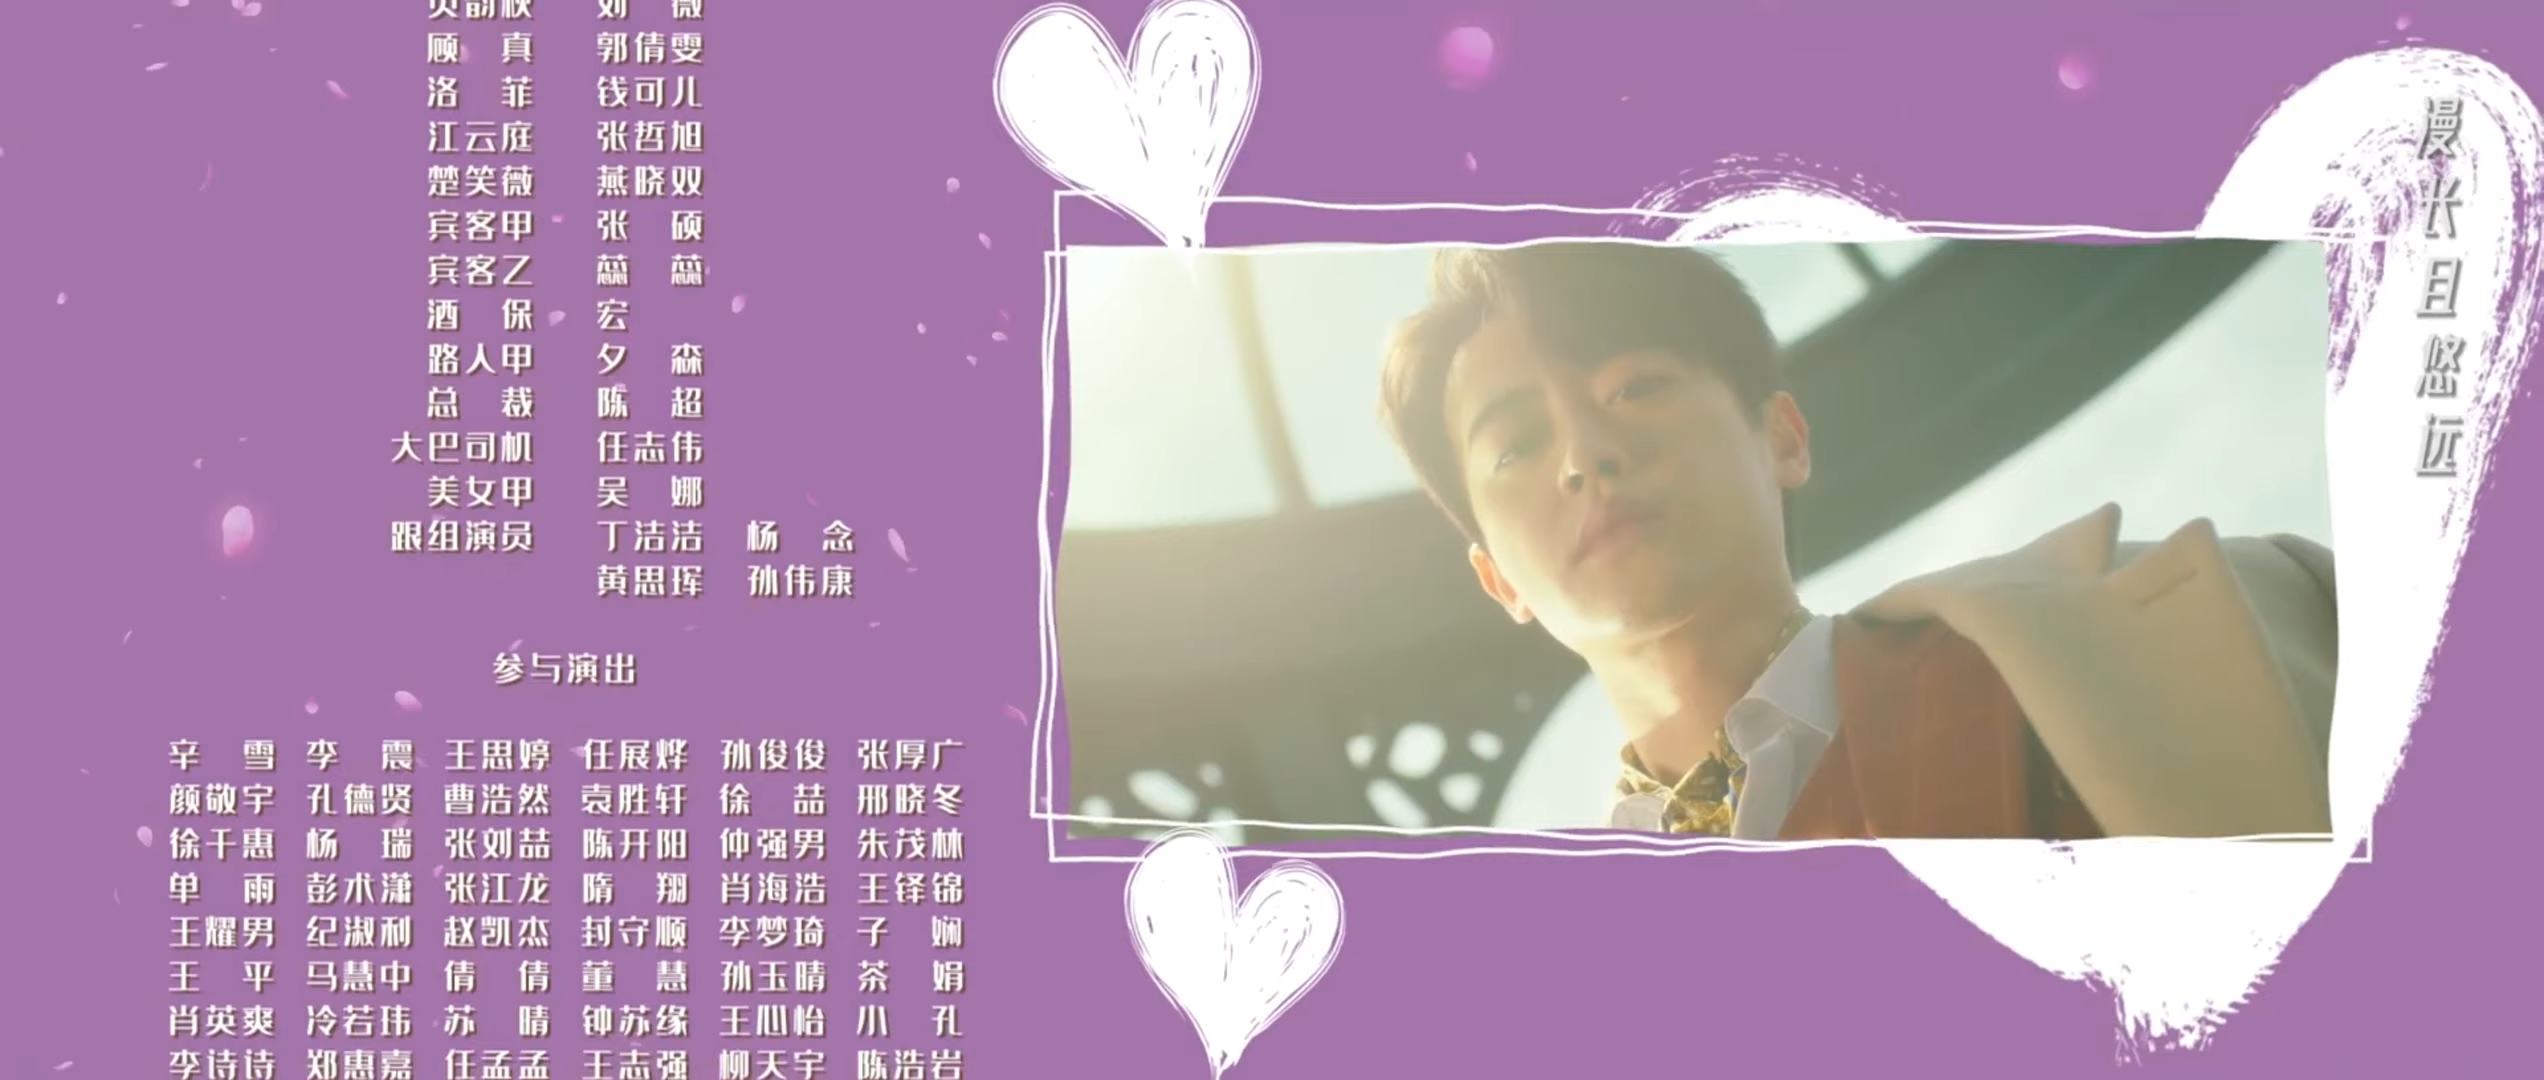 顾真 郭倩雯
洛菲 钱可儿
江云庭 张哲旭
楚笑薇 燕晓双
宾客甲 张硕
宾客乙 蕊蕊
酒保 宏
路人甲 夕森
总裁 陈超
大巴司机 任志伟
美女甲 吴娜
跟组演员 丁洁洁 杨念
黄思珲 孙伟康
参与演出
辛雪 李震 王思婷 任展烨 孙俊俊 张厚广
颜敬宇 孔德贤 曹浩然 袁胜轩 徐喆 邢晓冬
徐千惠 杨瑞 张刘喆 陈开阳 仲强男 朱茂林
单雨 彭术潇 张江龙 隋翔 肖海浩 王铎锦
王耀男 纪淑利 赵凯杰 封守顺 李梦琦 子娴
王平 马慧中 倩倩 董慧 孙玉晴 茶娟
肖英爽 冷若玮 苏晴 钟苏缘 王心怡 小孔
李诗诗 郑惠嘉 任孟孟 王志强 柳天宇 陈浩岩
漫长且悠远